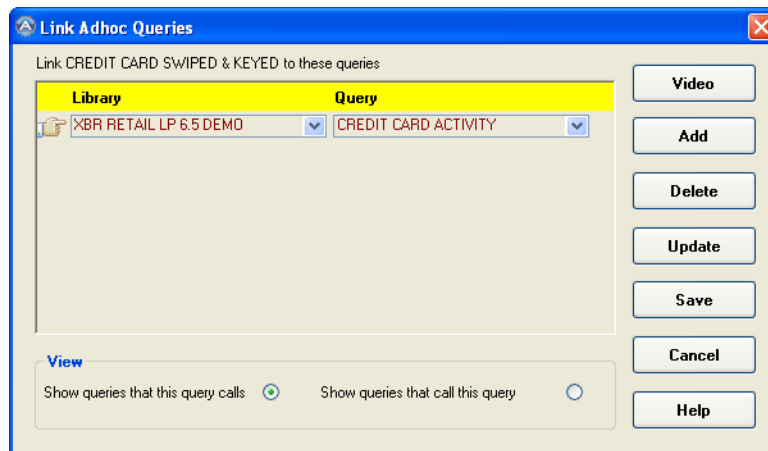 Link Adhoc Queries
Link CREDIT CARD SWIPED & KEYED to these queries
Library Query
XBR RETAIL LP 6.5 DEMO CREDIT CARD ACTIVITY
Video
Add
Delete
Update
Save
Cancel
Help
View
Show queries that this query calls Show queries that call this query